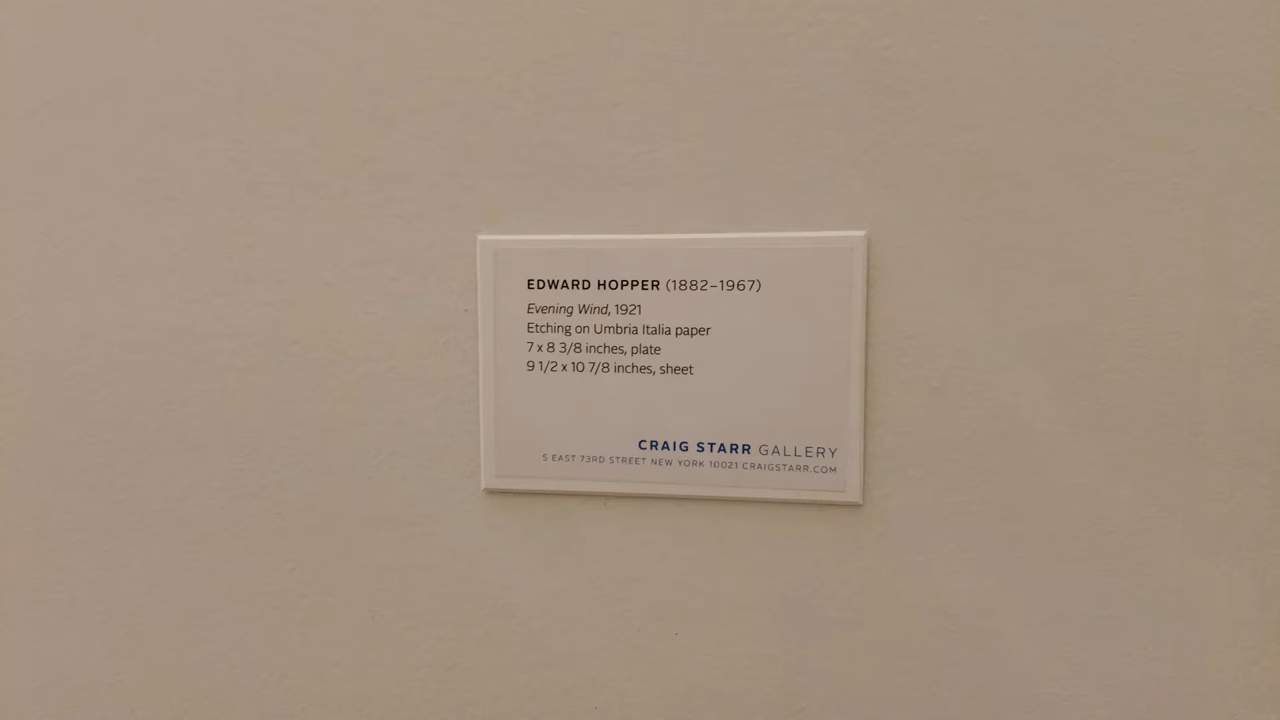 EDWARD HOPPER (1882–1967)
Evening Wind, 1921
Etching on Umbria Italia paper
7 x 8 3/8 inches, plate
9 1/2 x 10 7/8 inches, sheet
CRAIG STARR GALLERY
5 EAST 73RD STREET NEW YORK 10021 CRAIGSTARR.COM